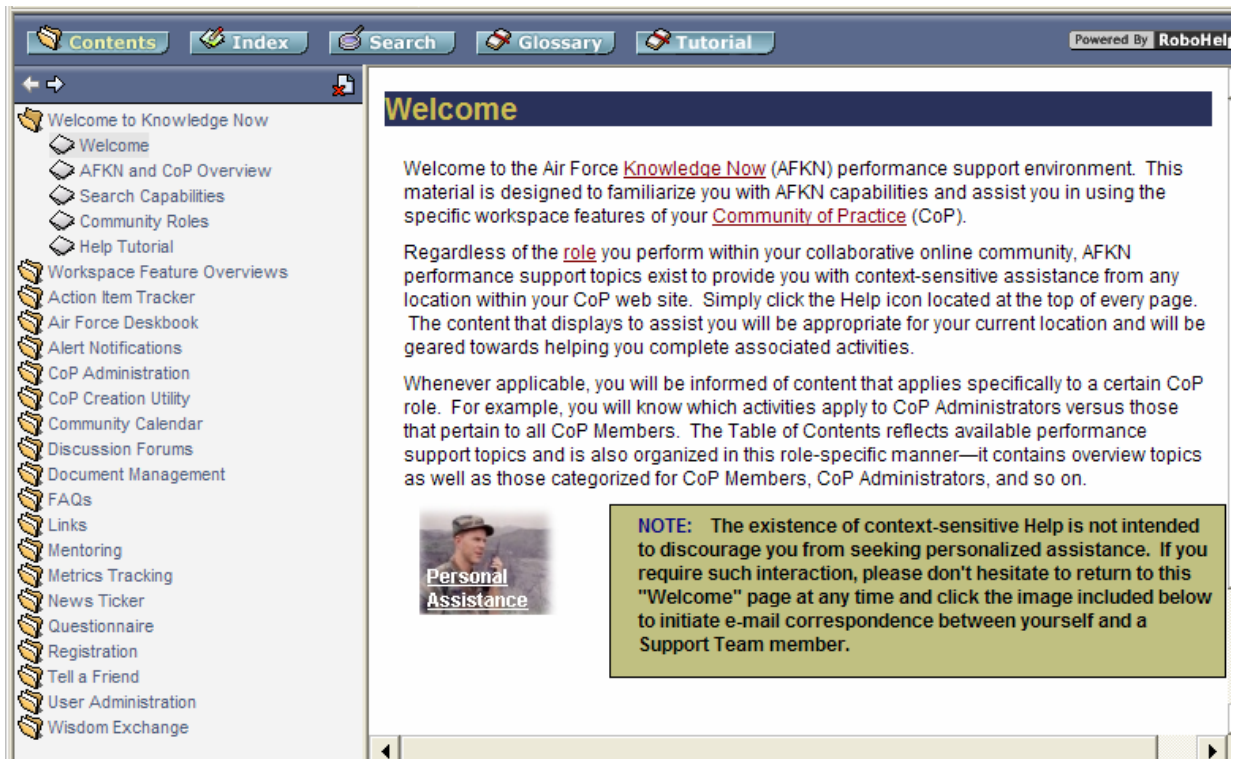 Contents Index Search Glossary Tutorial Powered By RoboHel
Welcome to Knowledge Now
Welcome
AFKN and CoP Overview
Search Capabilities
Community Roles
Help Tutorial
Workspace Feature Overviews
Action Item Tracker
Air Force Deskbook
Alert Notifications
CoP Administration
CoP Creation Utility
Community Calendar
Discussion Forums
Document Management
FAQs
Links
Mentoring
Metrics Tracking
News Ticker
Questionnaire
Registration
Tell a Friend
User Administration
Wisdom Exchange
Welcome
Welcome to the Air Force Knowledge Now (AFKN) performance support environment. This
material is designed to familiarize you with AFKN capabilities and assist you in using the
specific workspace features of your Community of Practice (CoP).
Regardless of the role you perform within your collaborative online community, AFKN
performance support topics exist to provide you with context-sensitive assistance from any
location within your CoP web site. Simply click the Help icon located at the top of every page.
The content that displays to assist you will be appropriate for your current location and will be
geared towards helping you complete associated activities.
Whenever applicable, you will be informed of content that applies specifically to a certain CoP
role. For example, you will know which activities apply to CoP Administrators versus those
that pertain to all CoP Members. The Table of Contents reflects available performance
support topics and is also organized in this role-specific manner—it contains overview topics
as well as those categorized for CoP Members, CoP Administrators, and so on.
Personal
Assistance
NOTE: The existence of context-sensitive Help is not intended
to discourage you from seeking personalized assistance. If you
require such interaction, please don't hesitate to return to this
"Welcome" page at any time and click the image included below
to initiate e-mail correspondence between yourself and a
Support Team member.